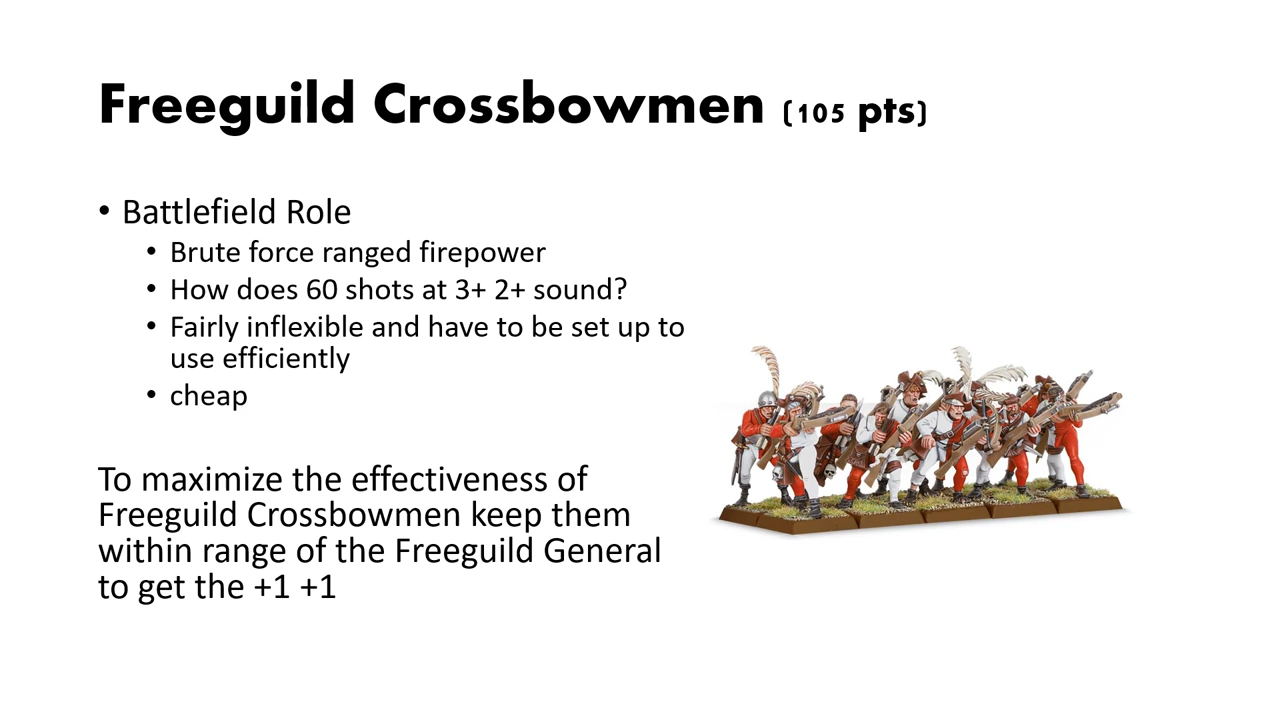 Freeguild Crossbowmen (105 pts)
• Battlefield Role
• Brute force ranged firepower
• How does 60 shots at 3+ 2+ sound?
• Fairly inflexible and have to be set up to
use efficiently
• cheap
To maximize the effectiveness of
Freeguild Crossbowmen keep them
within range of the Freeguild General
to get the +1 +1